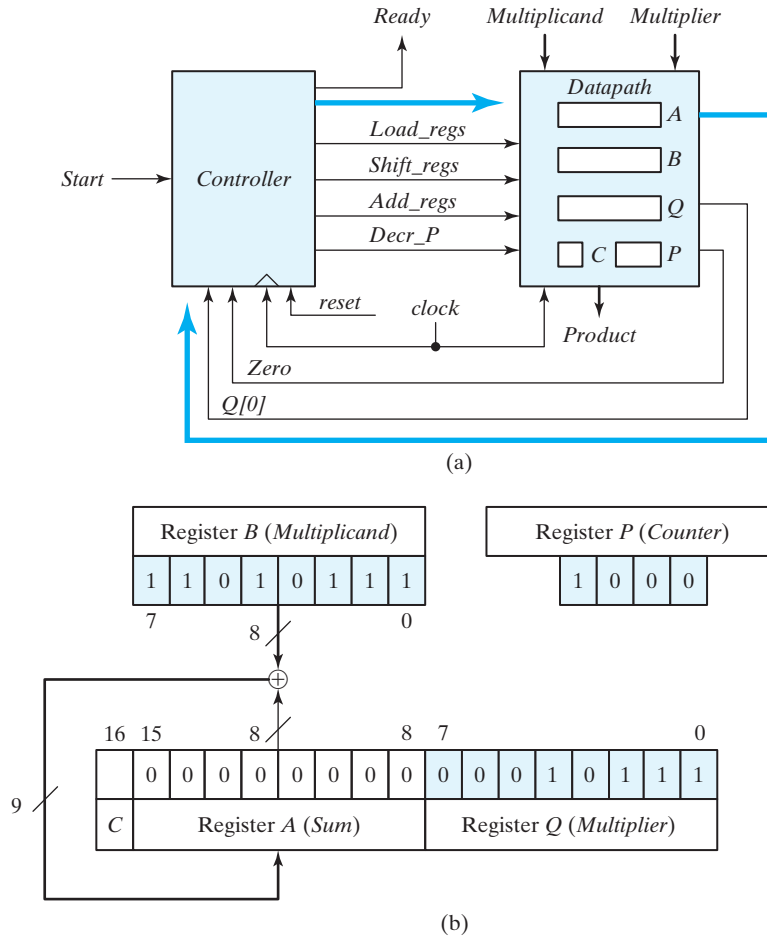 Ready
Multiplicand
Multiplier
Datapath
A
Load_regs
B
Shift_regs
Start
Controller
Add_regs
Q
Decr_P
C
P
reset
clock
Product
Zero
Q[0]
(a)
Register B (Multiplicand)
Register P (Counter)
1 1 0 1 0 1 1 1
1 0 0 0
7 8 0
+
16 15 8 8 7 0
0 0 0 0 0 0 0 0 0 0 0 1 0 1 1 1
9
C
Register A (Sum)
Register Q (Multiplier)
(b)